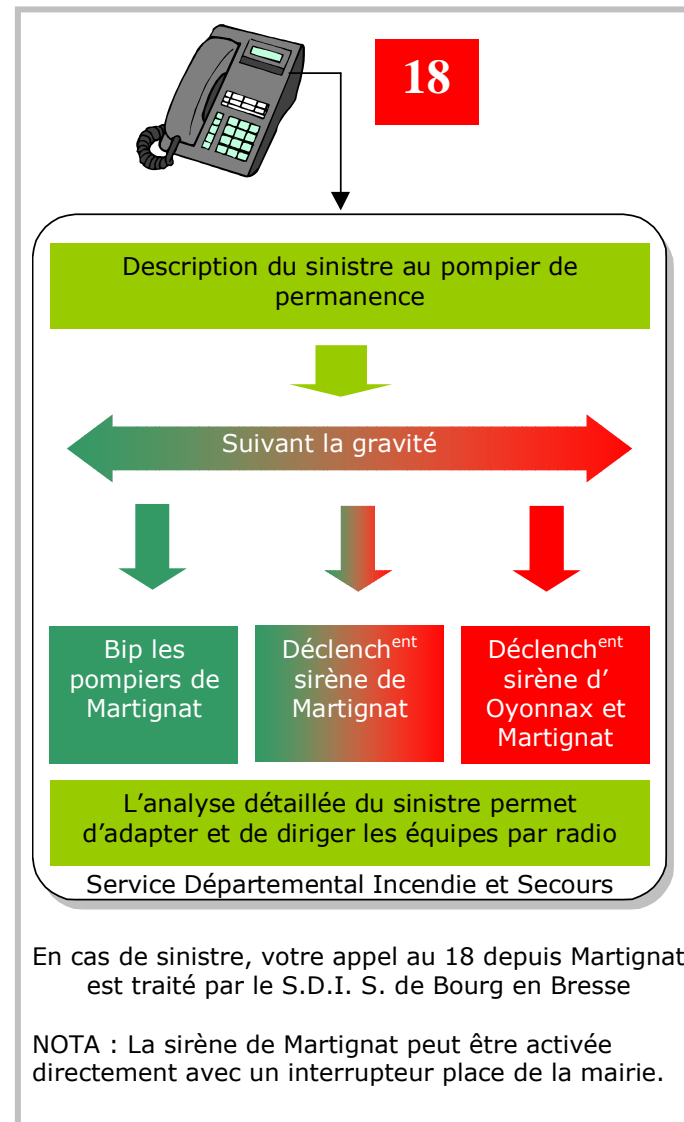 18
Description du sinistre au pompier de
permanence
Suivant la gravité
Bip les
pompiers de
Martignat
Déclenchent
sirène de
Martignat
Déclenchent
sirène d’
Oyonnax et
Martignat
L’analyse détaillée du sinistre permet
d’adapter et de diriger les équipes par radio
Service Départemental Incendie et Secours
En cas de sinistre, votre appel au 18 depuis Martignat
est traité par le S.D.I. S. de Bourg en Bresse
NOTA : La sirène de Martignat peut être activée
directement avec un interrupteur place de la mairie.